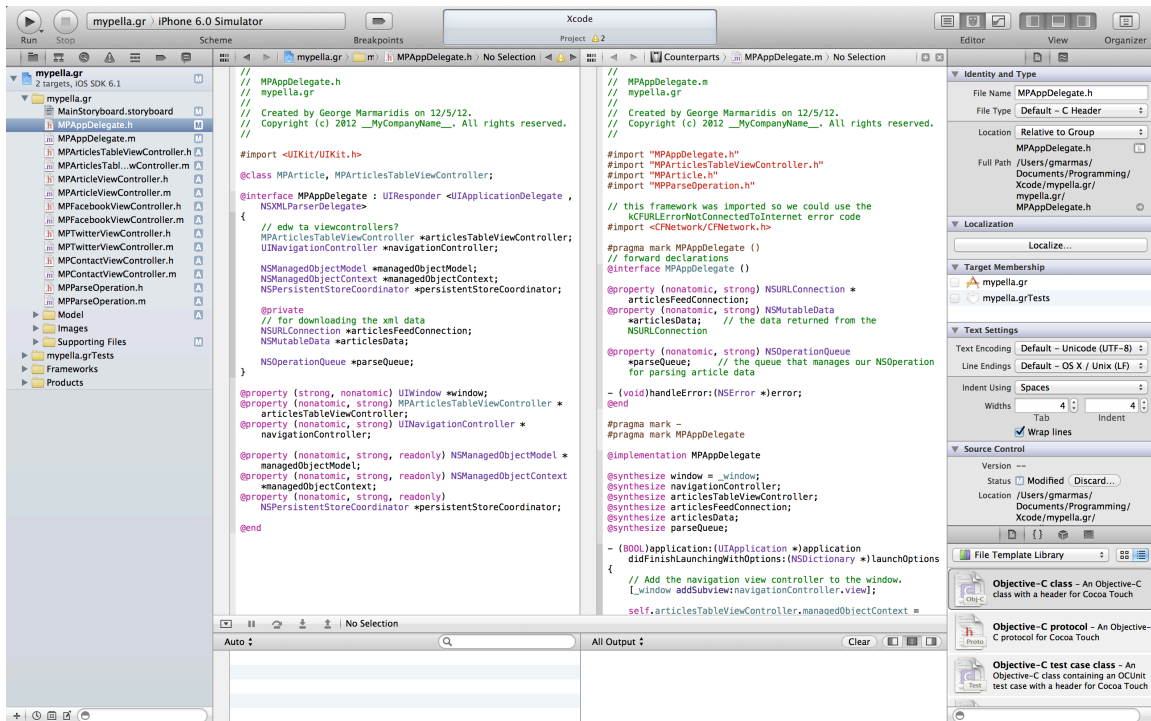 mypella.gr 〉 iPhone 6.0 Simulator
Xcode
Project 2
Run Stop Scheme Breakpoints Editor View Organizer
mypella.gr
2 targets, iOS SDK 6.1
M
mypella.gr
MainStoryboard.storyboard M
MPAppDelegate.h M
MPAppDelegate.m M
MPArticlesTableViewController.h A
MPArticlesTabl...wController.m A
MPArticleViewController.h A
MPArticleViewController.m A
MPFacebookViewController.h A
MPFacebookViewController.m A
MPTwitterViewController.h A
MPTwitterViewController.m A
MPContactViewController.h A
MPContactViewController.m A
MPParseOperation.h A
MPParseOperation.m A
Model A
Images
Supporting Files M
mypella.grTests
Frameworks
Products
mypella.gr 〉 m 〉 MPAppDelegate.h 〉 No Selection
//
//  MPAppDelegate.h
//  mypella.gr
//
//  Created by George Marmaridis on 12/5/12.
//  Copyright (c) 2012 __MyCompanyName__. All rights reserved.
//
#import <UIKit/UIKit.h>
@class MPArticle, MPArticlesTableViewController;
@interface MPAppDelegate : UIResponder <UIApplicationDelegate ,
NSXMLParserDelegate>
{
// edw ta viewcontrollers?
MPArticlesTableViewController *articlesTableViewController;
UINavigationController *navigationController;
NSManagedObjectModel *managedObjectModel;
NSManagedObjectContext *managedObjectContext;
NSPersistentStoreCoordinator *persistentStoreCoordinator;
@private
// for downloading the xml data
NSURLConnection *articlesFeedConnection;
NSMutableData *articlesData;
NSOperationQueue *parseQueue;
}
@property (strong, nonatomic) UIWindow *window;
@property (nonatomic, strong) MPArticlesTableViewController *
articlesTableViewController;
@property (nonatomic, strong) UINavigationController *
navigationController;
@property (nonatomic, strong, readonly) NSManagedObjectModel *
managedObjectModel;
@property (nonatomic, strong, readonly) NSManagedObjectContext
*managedObjectContext;
@property (nonatomic, strong, readonly)
NSPersistentStoreCoordinator *persistentStoreCoordinator;
@end
Counterparts 〉 MPAppDelegate.m 〉 No Selection
//
//  MPAppDelegate.m
//  mypella.gr
//
//  Created by George Marmaridis on 12/5/12.
//  Copyright (c) 2012 __MyCompanyName__. All rights reserved.
//
#import "MPAppDelegate.h"
#import "MPArticlesTableViewController.h"
#import "MPArticle.h"
#import "MPParseOperation.h"
// this framework was imported so we could use the
kCFURLErrorNotConnectedToInternet error code
#import <CFNetwork/CFNetwork.h>
#pragma mark MPAppDelegate ()
// forward declarations
@interface MPAppDelegate ()
@property (nonatomic, strong) NSURLConnection *
articlesFeedConnection;
@property (nonatomic, strong) NSMutableData
*articlesData;    // the data returned from the
NSURLConnection
@property (nonatomic, strong) NSOperationQueue
*parseQueue;     // the queue that manages our NSOperation
for parsing article data
- (void)handleError:(NSError *)error;
@end
#pragma mark -
#pragma mark MPAppDelegate
@implementation MPAppDelegate
@synthesize window = _window;
@synthesize navigationController;
@synthesize articlesTableViewController;
@synthesize articlesFeedConnection;
@synthesize articlesData;
@synthesize parseQueue;
- (BOOL)application:(UIApplication *)application
didFinishLaunchingWithOptions:(NSDictionary *)launchOptions
{
// Add the navigation view controller to the window.
[_window addSubview:navigationController.view];
self.articlesTableViewController.managedObjectContext =
No Selection
Auto
All Output
Clear
Identity and Type
File Name MPAppDelegate.h
File Type Default - C Header
Location Relative to Group
MPAppDelegate.h
Full Path /Users/gmarmas/
Documents/Programming/
Xcode/mypella.gr/
mypella.gr/
MPAppDelegate.h
Localization
Localize...
Target Membership
mypella.gr
mypella.grTests
Text Settings
Text Encoding Default - Unicode (UTF-8)
Line Endings Default - OS X / Unix (LF)
Indent Using Spaces
Widths 4 4
Tab Indent
Wrap lines
Source Control
Version --
Status M Modified Discard...
Location /Users/gmarmas/
Documents/Programming/
Xcode/mypella.gr/
{}
File Template Library
Obj-C
Objective-C class - An Objective-C
class with a header for Cocoa Touch
h
Proto
Objective-C protocol - An Objective-
C protocol for Cocoa Touch
Test
Objective-C test case class - An
Objective-C class containing an OCUnit
test case with a header for Cocoa Touch